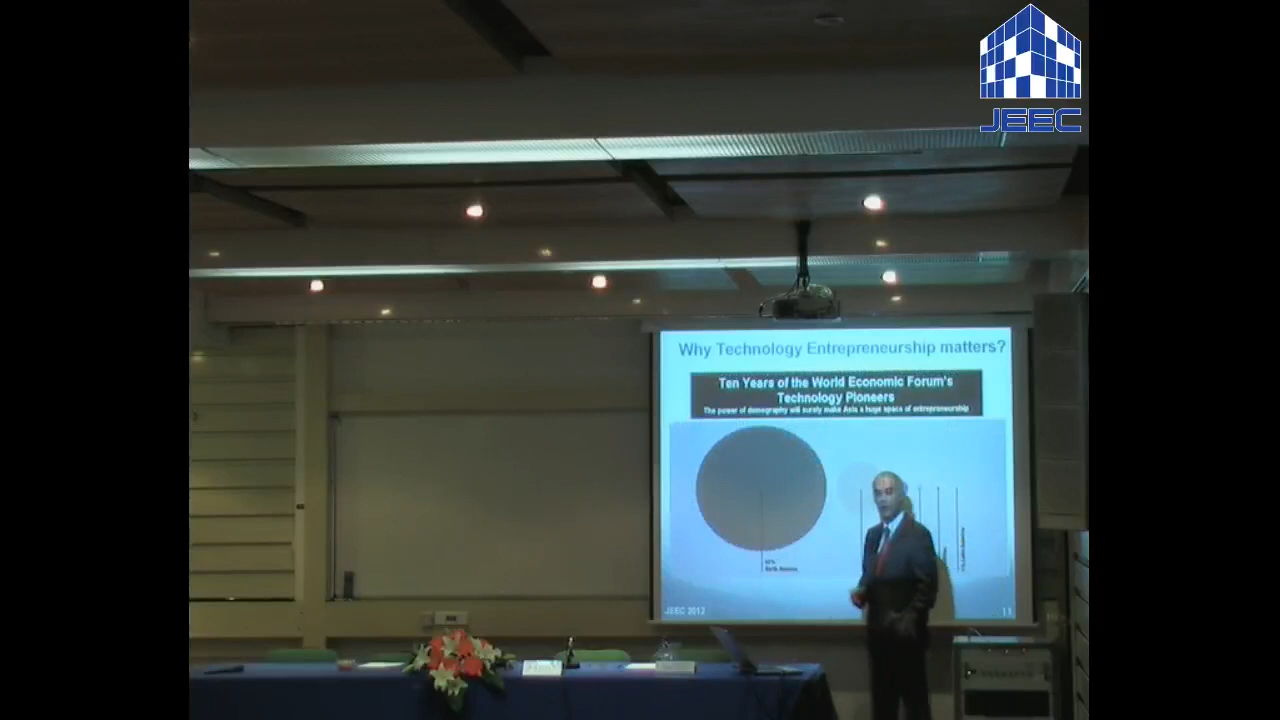 JEEC
Why Technology Entrepreneurship matters?
Ten Years of the World Economic Forum's
Technology Pioneers
The power of demography will surely make Asia a huge space of entrepreneurship
North America
JEEC 2012
11